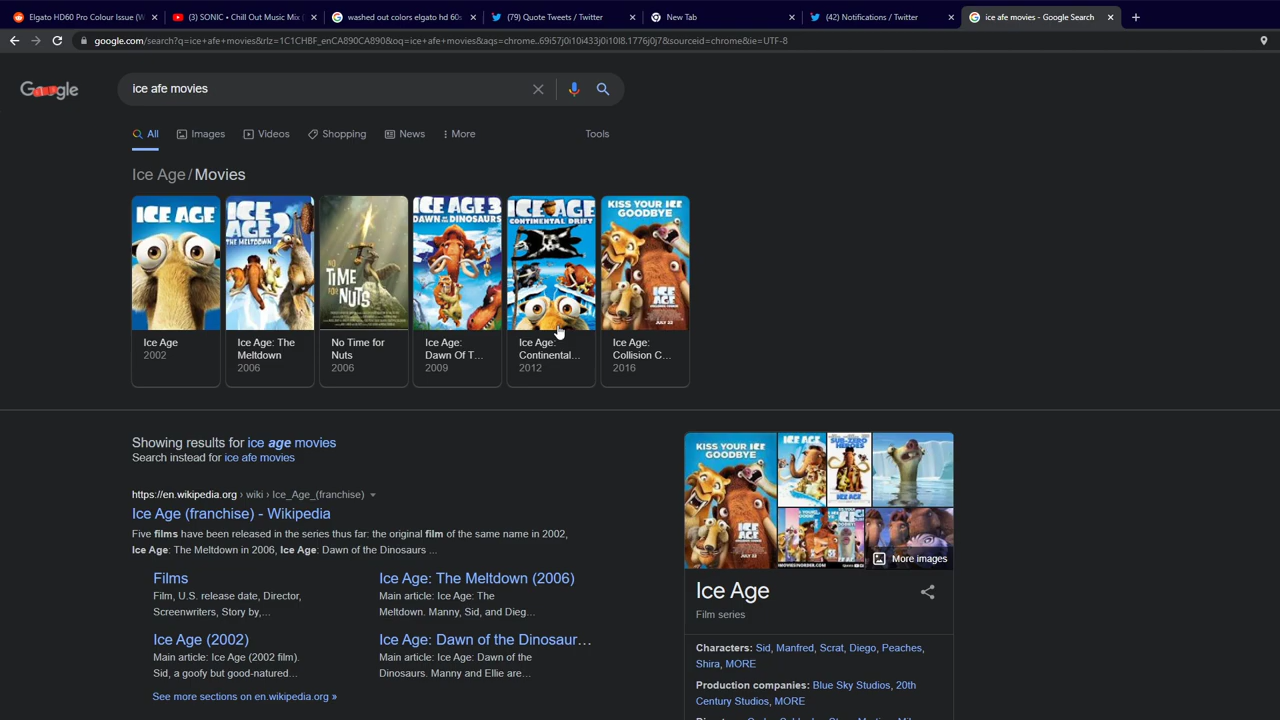 Elgato HD60 Pro Colour Issue (W
(3) SONIC • Chill Out Music Mix (
washed out colors elgato hd 60s
(79) Quote Tweets / Twitter
New Tab
(42) Notifications / Twitter
ice afe movies - Google Search
google.com/search?q=ice+afe+movies&rlz=1C1CHBF_enCA890CA890&oq=ice+afe+movies&aqs=chrome..69i57j0i10i433j0i10l8.1776j0j7&sourceid=chrome&ie=UTF-8
Google
ice afe movies
All
Images
Videos
Shopping
News
More
Tools
Ice Age / Movies
ICE AGE
ICE AGE 2
THE MELTDOWN
NO TIME FOR NUTS
ICE AGE 3
DAWN OF THE DINOSAURS
ICE AGE
CONTINENTAL DRIFT
KISS YOUR ICE
GOODBYE
ICE AGE
JULY 22
Ice Age
2002
Ice Age: The
Meltdown
2006
No Time for
Nuts
2006
Ice Age:
Dawn Of T...
2009
Ice Age:
Continental...
2012
Ice Age:
Collision C...
2016
Showing results for ice age movies
Search instead for ice afe movies
https://en.wikipedia.org › wiki › Ice_Age_(franchise)
Ice Age (franchise) - Wikipedia
Five films have been released in the series thus far: the original film of the same name in 2002,
Ice Age: The Meltdown in 2006, Ice Age: Dawn of the Dinosaurs ...
Films
Film, U.S. release date, Director,
Screenwriters, Story by,...
Ice Age: The Meltdown (2006)
Main article: Ice Age: The
Meltdown. Manny, Sid, and Dieg...
Ice Age (2002)
Main article: Ice Age (2002 film).
Sid, a goofy but good-natured...
Ice Age: Dawn of the Dinosaur...
Main article: Ice Age: Dawn of the
Dinosaurs. Manny and Ellie are...
See more sections on en.wikipedia.org »
KISS YOUR ICE
GOODBYE
ICE AGE
ICE AGE
SUB-ZERO
HEROES
ICE AGE
More images
Ice Age
Film series
Characters: Sid, Manfred, Scrat, Diego, Peaches,
Shira, MORE
Production companies: Blue Sky Studios, 20th
Century Studios, MORE